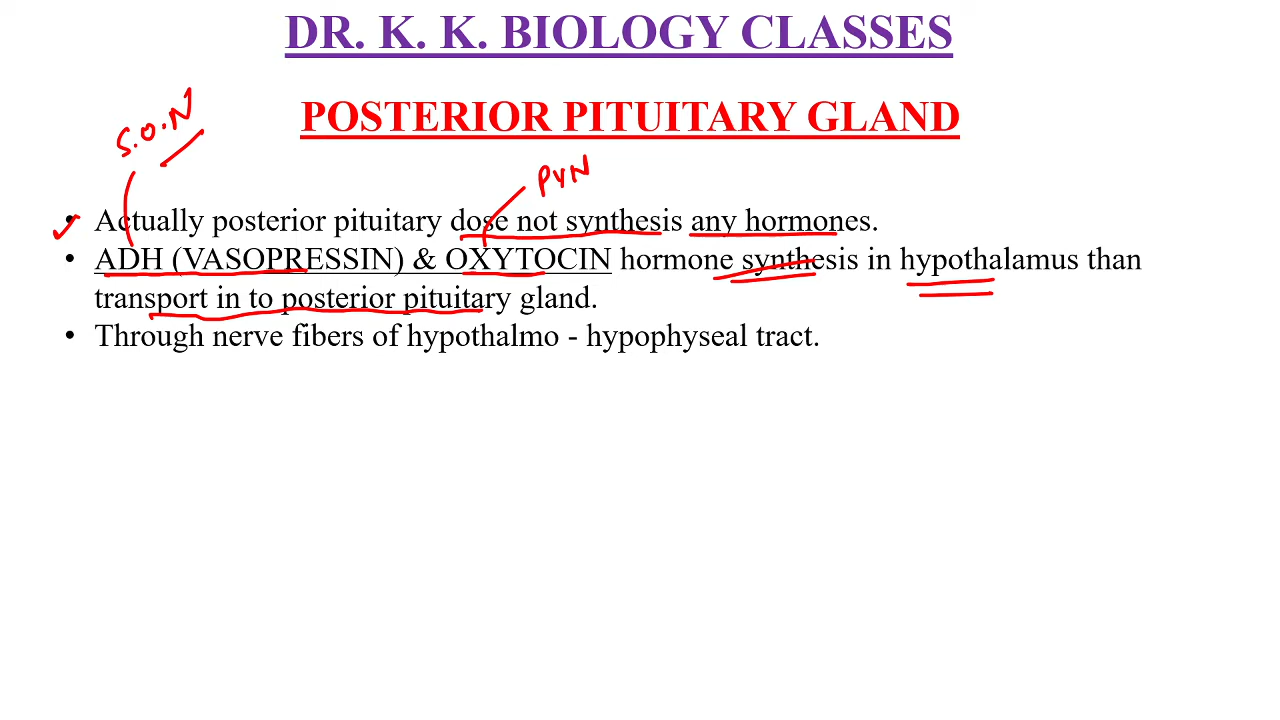 DR. K. K. BIOLOGY CLASSES
POSTERIOR PITUITARY GLAND
S.O.N
PVN
• Actually posterior pituitary dose not synthesis any hormones.
• ADH (VASOPRESSIN) & OXYTOCIN hormone synthesis in hypothalamus than
transport in to posterior pituitary gland.
• Through nerve fibers of hypothalmo - hypophyseal tract.